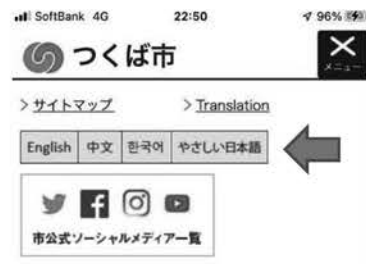 SoftBank 4G 22:50 96%
つくば市
メニュー
> サイトマップ > Translation
English 中文 한국어 やさしい日本語
市公式ソーシャルメディア一覧